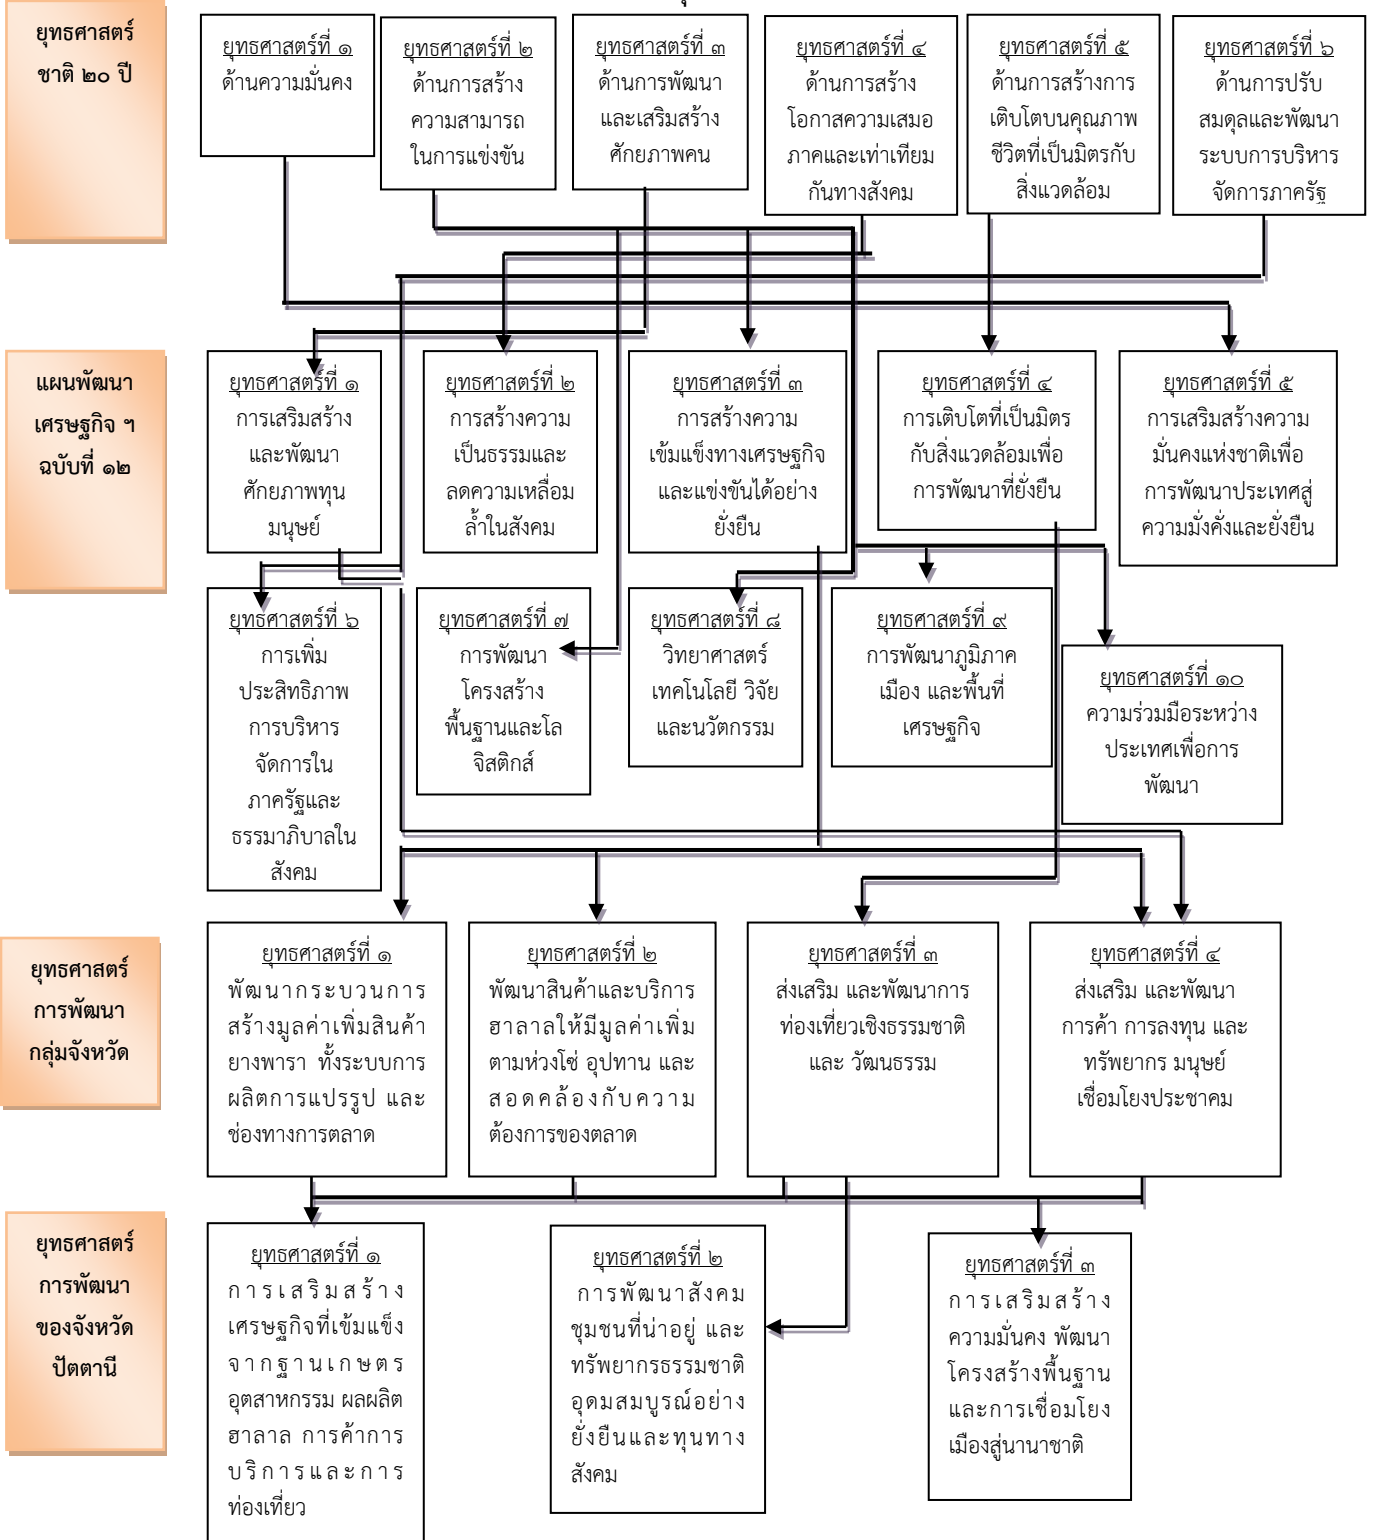 ยุทธศาสตร์
ชาติ ๒๐ ปี
ยุทธศาสตร์ที่ ๑
ด้านความมั่นคง
ยุทธศาสตร์ที่ ๒
ด้านการสร้าง
ความสามารถ
ในการแข่งขัน
ยุทธศาสตร์ที่ ๓
ด้านการพัฒนา
และเสริมสร้าง
ศักยภาพคน
ยุทธศาสตร์ที่ ๔
ด้านการสร้าง
โอกาสความเสมอ
ภาคและเท่าเทียม
กันทางสังคม
ยุทธศาสตร์ที่ ๕
ด้านการสร้างการ
เติบโตบนคุณภาพ
ชีวิตที่เป็นมิตรกับ
สิ่งแวดล้อม
ยุทธศาสตร์ที่ ๖
ด้านการปรับ
สมดุลและพัฒนา
ระบบการบริหาร
จัดการภาครัฐ
แผนพัฒนา
เศรษฐกิจ ฯ
ฉบับที่ ๑๒
ยุทธศาสตร์ที่ ๑
การเสริมสร้าง
และพัฒนา
ศักยภาพทุน
มนุษย์
ยุทธศาสตร์ที่ ๒
การสร้างความ
เป็นธรรมและ
ลดความเหลื่อม
ล้ำในสังคม
ยุทธศาสตร์ที่ ๓
การสร้างความ
เข้มแข็งทางเศรษฐกิจ
และแข่งขันได้อย่าง
ยั่งยืน
ยุทธศาสตร์ที่ ๔
การเติบโตที่เป็นมิตร
กับสิ่งแวดล้อมเพื่อ
การพัฒนาที่ยั่งยืน
ยุทธศาสตร์ที่ ๕
การเสริมสร้างความ
มั่นคงแห่งชาติเพื่อ
การพัฒนาประเทศสู่
ความมั่งคั่งและยั่งยืน
ยุทธศาสตร์ที่ ๖
การเพิ่ม
ประสิทธิภาพ
การบริหาร
จัดการใน
ภาครัฐและ
ธรรมาภิบาลใน
สังคม
ยุทธศาสตร์ที่ ๗
การพัฒนา
โครงสร้าง
พื้นฐานและโล
จิสติกส์
ยุทธศาสตร์ที่ ๘
วิทยาศาสตร์
เทคโนโลยี วิจัย
และนวัตกรรม
ยุทธศาสตร์ที่ ๙
การพัฒนาภูมิภาค
เมือง และพื้นที่
เศรษฐกิจ
ยุทธศาสตร์ที่ ๑๐
ความร่วมมือระหว่าง
ประเทศเพื่อการ
พัฒนา
ยุทธศาสตร์
การพัฒนา
กลุ่มจังหวัด
ยุทธศาสตร์ที่ ๑
พัฒนากระบวนการ
สร้างมูลค่าเพิ่มสินค้า
ยางพารา ทั้งระบบการ
ผลิตการแปรรูป และ
ช่องทางการตลาด
ยุทธศาสตร์ที่ ๒
พัฒนาสินค้าและบริการ
ฮาลาลให้มีมูลค่าเพิ่ม
ตามห่วงโซ่ อุปทาน และ
สอดคล้องกับความ
ต้องการของตลาด
ยุทธศาสตร์ที่ ๓
ส่งเสริม และพัฒนาการ
ท่องเที่ยวเชิงธรรมชาติ
และ วัฒนธรรม
ยุทธศาสตร์ที่ ๔
ส่งเสริม และพัฒนา
การค้า การลงทุน และ
ทรัพยากร มนุษย์
เชื่อมโยงประชาคม
ยุทธศาสตร์
การพัฒนา
ของจังหวัด
ปัตตานี
ยุทธศาสตร์ที่ ๑
การเสริมสร้าง
เศรษฐกิจที่เข้มแข็ง
จากฐานเกษตร
อุตสาหกรรม ผลผลิต
ฮาลาล การค้าการ
บริการและการ
ท่องเที่ยว
ยุทธศาสตร์ที่ ๒
การพัฒนาสังคม
ชุมชนที่น่าอยู่ และ
ทรัพยากรธรรมชาติ
อุดมสมบูรณ์อย่าง
ยั่งยืนและทุนทาง
สังคม
ยุทธศาสตร์ที่ ๓
การเสริมสร้าง
ความมั่นคง พัฒนา
โครงสร้างพื้นฐาน
และการเชื่อมโยง
เมืองสู่นานาชาติ